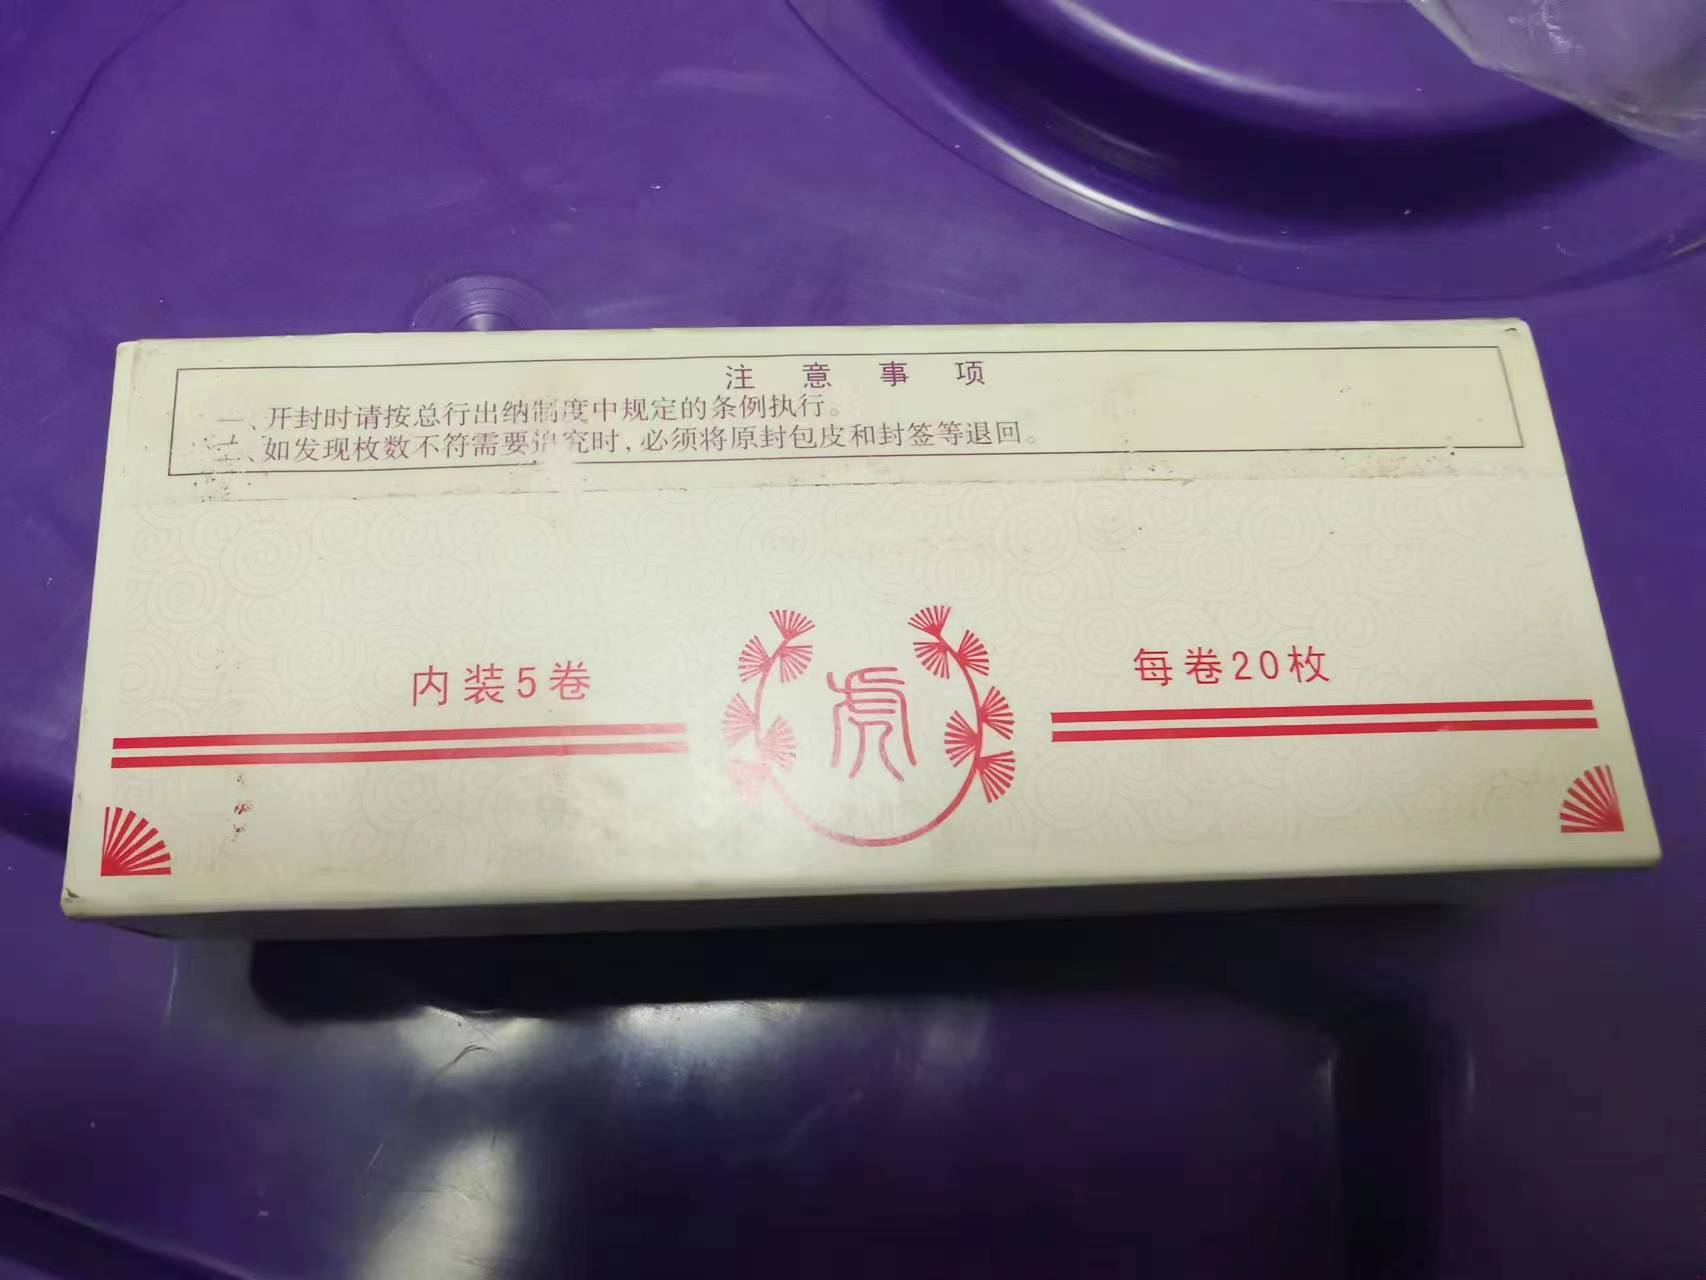 注意事项
一、开封时请按总行出纳制度中规定的条例执行。
二、如发现枚数不符需要追究时,必须将原封包皮和封签等退回。
内装5卷
虎
每卷20枚